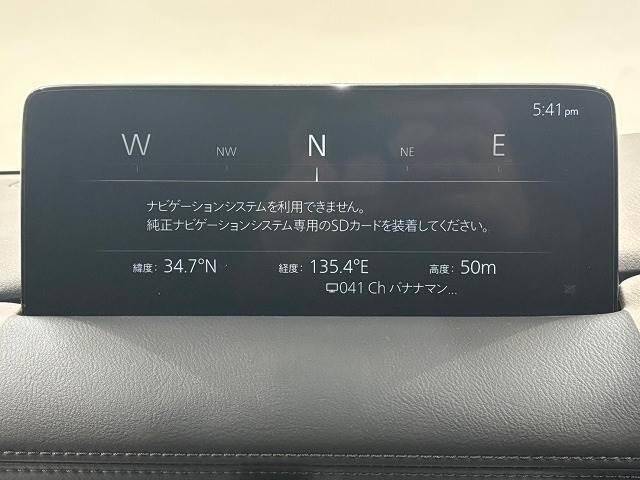 5:41 pm
W NW N NE E
ナビゲーションシステムを利用できません。
純正ナビゲーションシステム専用のSDカードを装着してください。
緯度: 34.7°N 経度: 135.4°E 高度: 50m
041 Ch バナナマン...